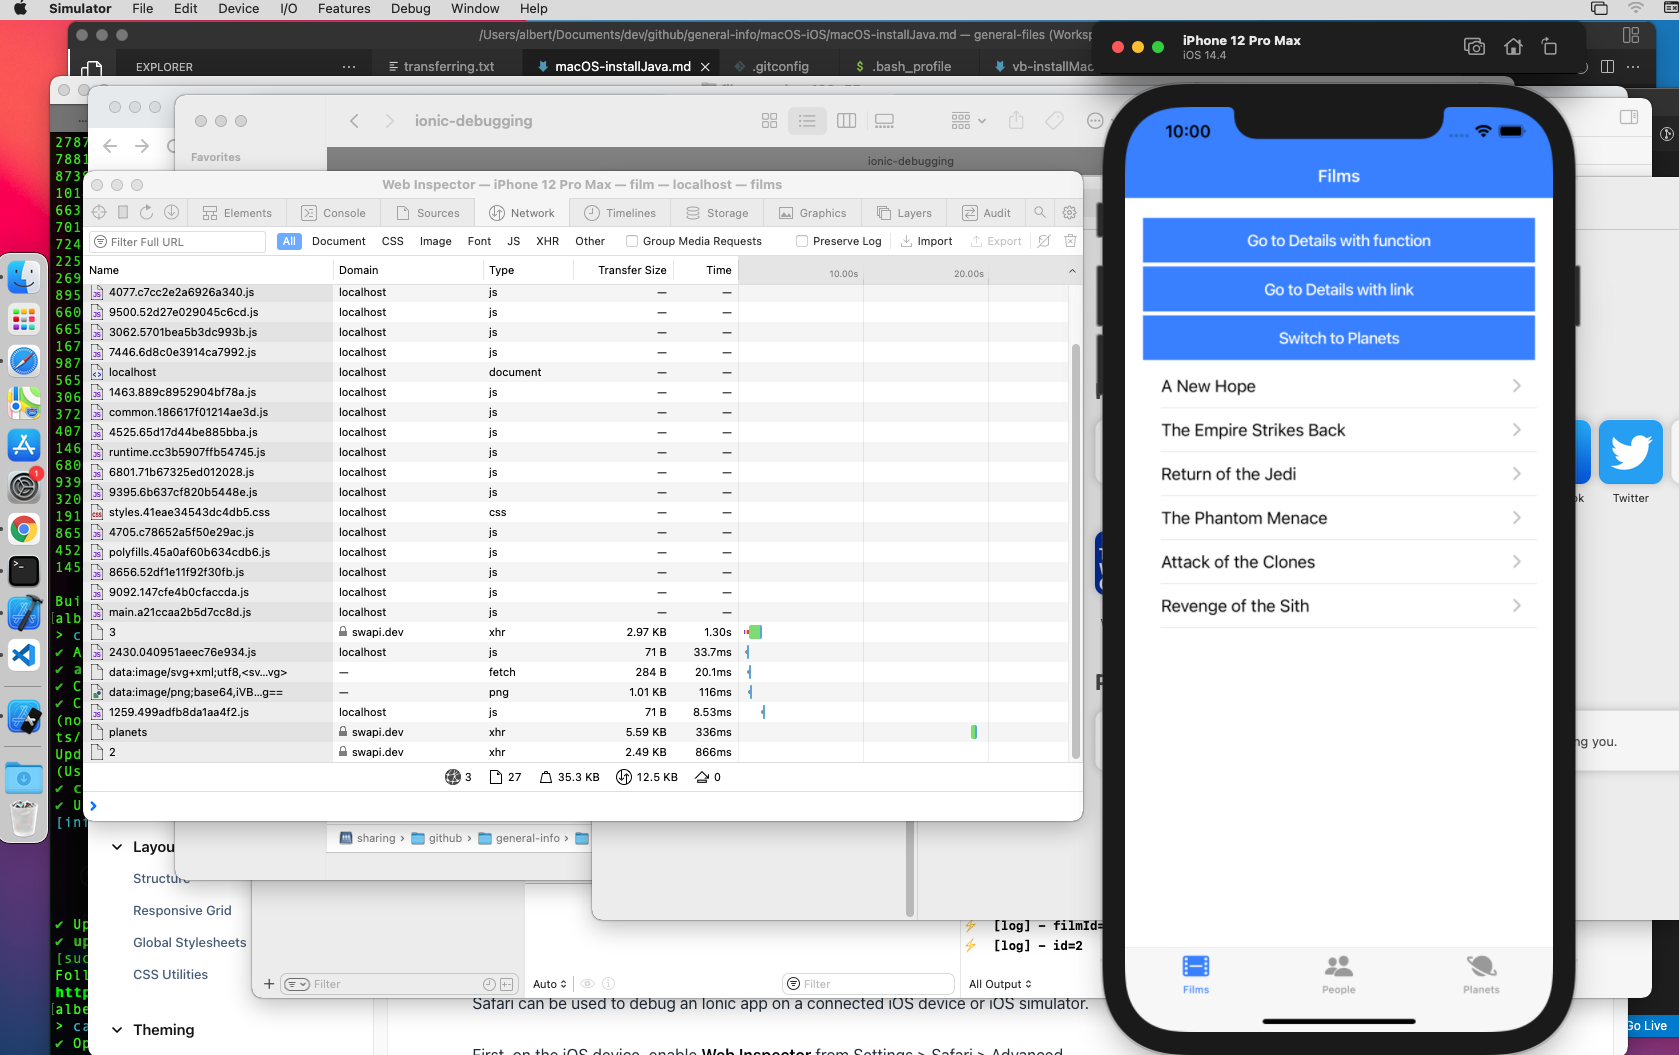 Simulator File Edit Device I/O Features Debug Window Help
/Users/albert/Documents/dev/github/general-info/macOS-iOS/macOS-installJava.md — general-files (Worksp
EXPLORER ···
transferring.txt
macOS-installJava.md
.gitconfig
$ .bash_profile
vb-installMac
ionic-debugging
Favorites
ionic-debugging
Web Inspector — iPhone 12 Pro Max — film — localhost — films
Elements Console Sources Network Timelines Storage Graphics Layers Audit
Filter Full URL All Document CSS Image Font JS XHR Other Group Media Requests Preserve Log Import Export
Name Domain Type Transfer Size Time 10.00s 20.00s
4077.c7cc2e2a6926a340.js localhost js — —
9500.52d27e029045c6cd.js localhost js — —
3062.5701bea5b3dc993b.js localhost js — —
7446.6d8c0e3914ca7992.js localhost js — —
localhost localhost document — —
1463.889c8952904bf78a.js localhost js — —
common.186617f01214ae3d.js localhost js — —
4525.65d17d44be885bba.js localhost js — —
runtime.cc3b5907ffb54745.js localhost js — —
6801.71b67325ed012028.js localhost js — —
9395.6b637cf820b5448e.js localhost js — —
styles.41eae34543dc4db5.css localhost css — —
4705.c78652a5f50e29ac.js localhost js — —
polyfills.45a0af60b634cdb6.js localhost js — —
8656.52df1e11f92f30fb.js localhost js — —
9092.147cfe4b0cfaccda.js localhost js — —
main.a21ccaa2b5d7cc8d.js localhost js — —
3 swapi.dev xhr 2.97 KB 1.30s
2430.040951aeec76e934.js localhost js 71 B 33.7ms
data:image/svg+xml;utf8,<sv...vg> — fetch 284 B 20.1ms
data:image/png;base64,iVB...g== — png 1.01 KB 116ms
1259.499adfb8da1aa4f2.js localhost js 71 B 8.53ms
planets swapi.dev xhr 5.59 KB 336ms
2 swapi.dev xhr 2.49 KB 866ms
3 27 35.3 KB 12.5 KB 0
2787
7881
873
101
663
701
724
225
269
895
660
665
167
987
565
306
372
407
146
680
939
320
191
865
452
145
Bui
[alb
> c
✔ A
✔ a
✔ C
✔ C
(no
ts/
Upd
(Us
✔ c
✔ U
[inf
✔ Up
✔ up
[suc
Foll
http
[albe
> ca
✔ Op
sharing › github › general-info ›
Layou
Structure
Responsive Grid
Global Stylesheets
CSS Utilities
Theming
Filter
Auto
Filter
All Output
[log] - filmId=
[log] - id=2
Safari can be used to debug an Ionic app on a connected iOS device or iOS simulator.
First, on the iOS device, enable Web Inspector from Settings > Safari > Advanced
iPhone 12 Pro Max
iOS 14.4
10:00
Films
Go to Details with function
Go to Details with link
Switch to Planets
A New Hope
The Empire Strikes Back
Return of the Jedi
The Phantom Menace
Attack of the Clones
Revenge of the Sith
Films People Planets
ok
Twitter
ng you.
Go Live
1